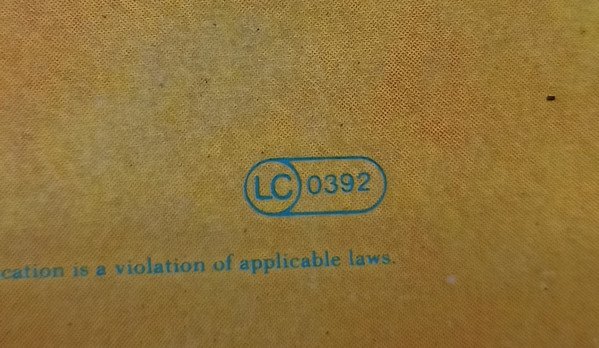 LC 0392
cation is a violation of applicable laws.